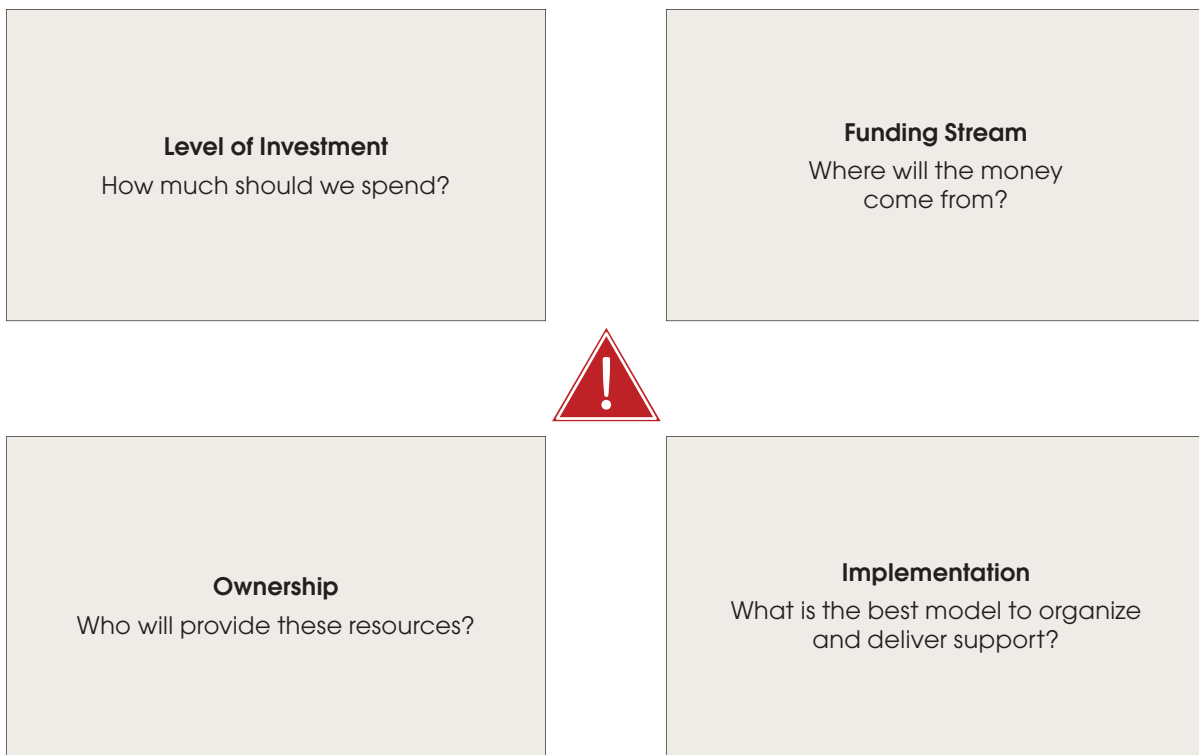 Level of Investment
How much should we spend?
Funding Stream
Where will the money
come from?
!
Ownership
Who will provide these resources?
Implementation
What is the best model to organize
and deliver support?